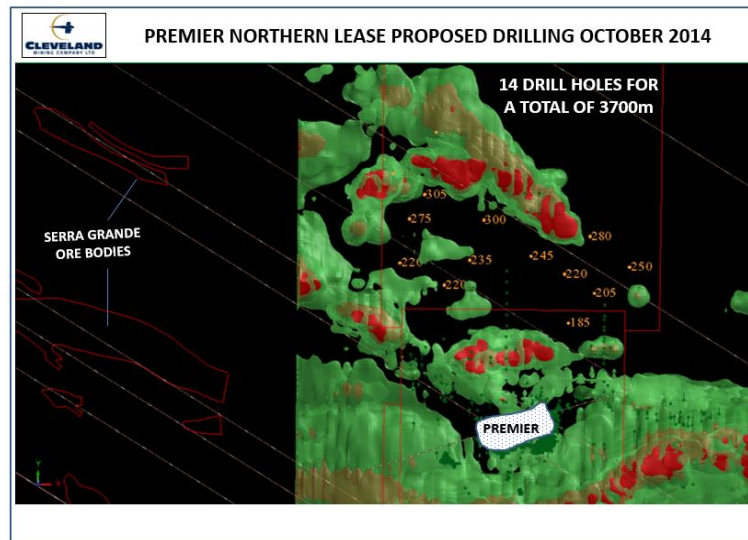 CLEVELAND
MINING COMPANY LTD
PREMIER NORTHERN LEASE PROPOSED DRILLING OCTOBER 2014
14 DRILL HOLES FOR
A TOTAL OF 3700m
305
275
300
280
SERRA GRANDE
ORE BODIES
220
235
245
220
250
220
205
185
PREMIER
Y
X